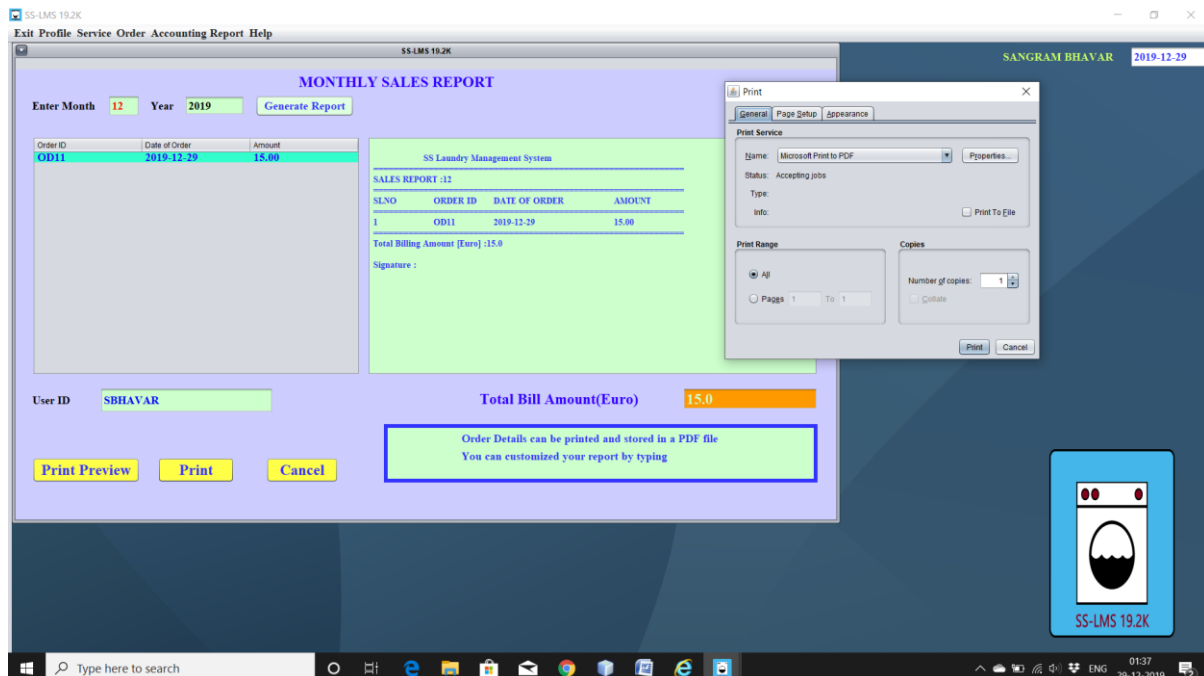 SS-LMS 19.2K
Exit Profile Service Order Accounting Report Help
SS-LMS 19.2K
SANGRAM BHAVAR 2019-12-29
MONTHLY SALES REPORT
Enter Month 12 Year 2019 Generate Report
Order ID Date of Order Amount
OD11 2019-12-29 15.00
SS Laundry Management System
SALES REPORT :12
SLNO ORDER ID DATE OF ORDER AMOUNT
1 OD11 2019-12-29 15.00
Total Billing Amount [Euro] :15.0
Signature :
Print
General Page Setup Appearance
Print Service
Name: Microsoft Print to PDF Properties...
Status: Accepting jobs
Type:
Info: Print To File
Print Range
All
Pages 1 To 1
Copies
Number of copies: 1
Collate
Print Cancel
User ID SBHAVAR
Total Bill Amount(Euro) 15.0
Order Details can be printed and stored in a PDF file
You can customized your report by typing
Print Preview Print Cancel
SS-LMS 19.2K
Type here to search
ENG
01:37
29-12-2019